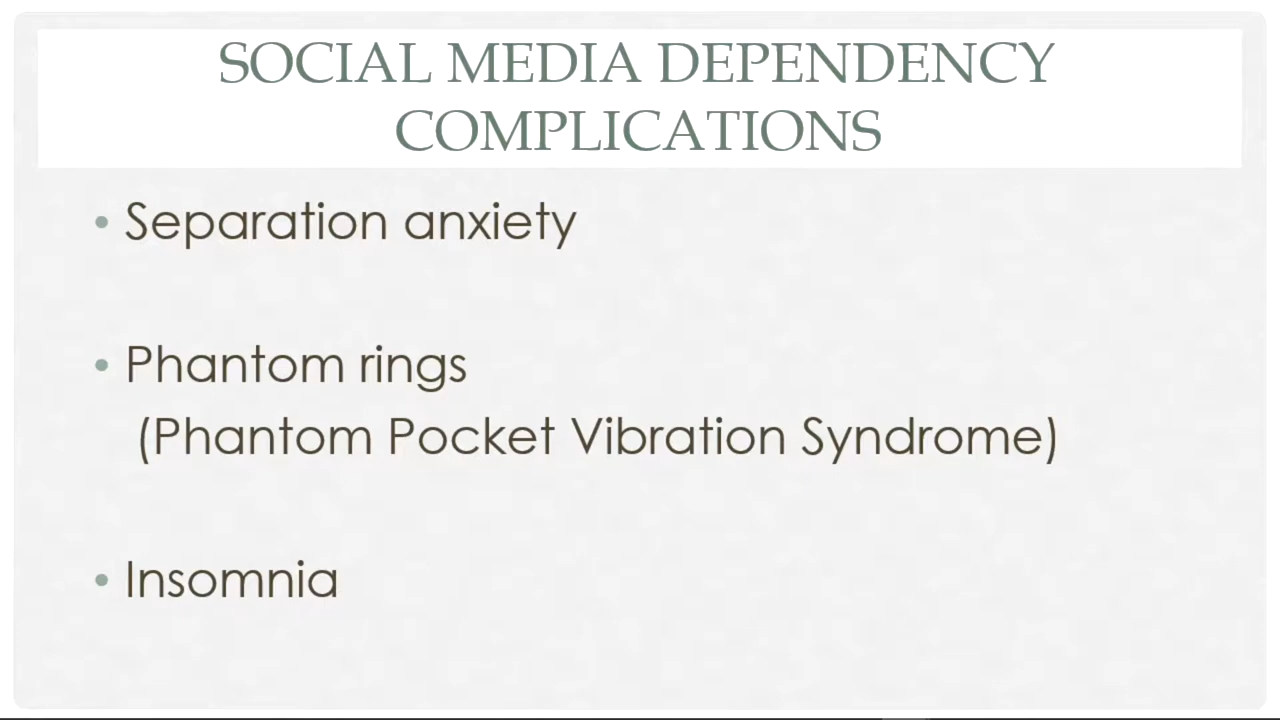 SOCIAL MEDIA DEPENDENCY
COMPLICATIONS
• Separation anxiety
• Phantom rings
(Phantom Pocket Vibration Syndrome)
• Insomnia